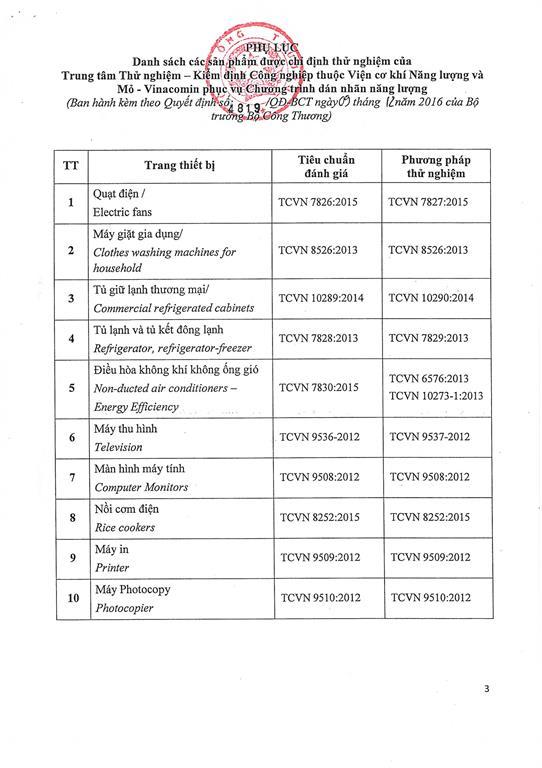 PHỤ LỤC
Danh sách các sản phẩm được chỉ định thử nghiệm của
Trung tâm Thử nghiệm – Kiểm định Công nghiệp thuộc Viện cơ khí Năng lượng và
Mỏ - Vinacomin phục vụ Chương trình dán nhãn năng lượng
(Ban hành kèm theo Quyết định số 4819/QĐ-BCT ngày tháng 12 năm 2016 của Bộ
trưởng Bộ Công Thương)
TT Trang thiết bị Tiêu chuẩn đánh giá Phương pháp thử nghiệm
1 Quạt điện / TCVN 7826:2015 TCVN 7827:2015
Electric fans
Máy giặt gia dụng/
2 Clothes washing machines for TCVN 8526:2013 TCVN 8526:2013
household
3 Tủ giữ lạnh thương mại/ TCVN 10289:2014 TCVN 10290:2014
Commercial refrigerated cabinets
4 Tủ lạnh và tủ kết đông lạnh TCVN 7828:2013 TCVN 7829:2013
Refrigerator, refrigerator-freezer
Điều hòa không khí không ống gió TCVN 6576:2013
5 Non-ducted air conditioners – TCVN 7830:2015 TCVN 10273-1:2013
Energy Efficiency
6 Máy thu hình TCVN 9536-2012 TCVN 9537-2012
Television
7 Màn hình máy tính TCVN 9508:2012 TCVN 9508:2012
Computer Monitors
8 Nồi cơm điện TCVN 8252:2015 TCVN 8252:2015
Rice cookers
9 Máy in TCVN 9509:2012 TCVN 9509:2012
Printer
10 Máy Photocopy TCVN 9510:2012 TCVN 9510:2012
Photocopier
3